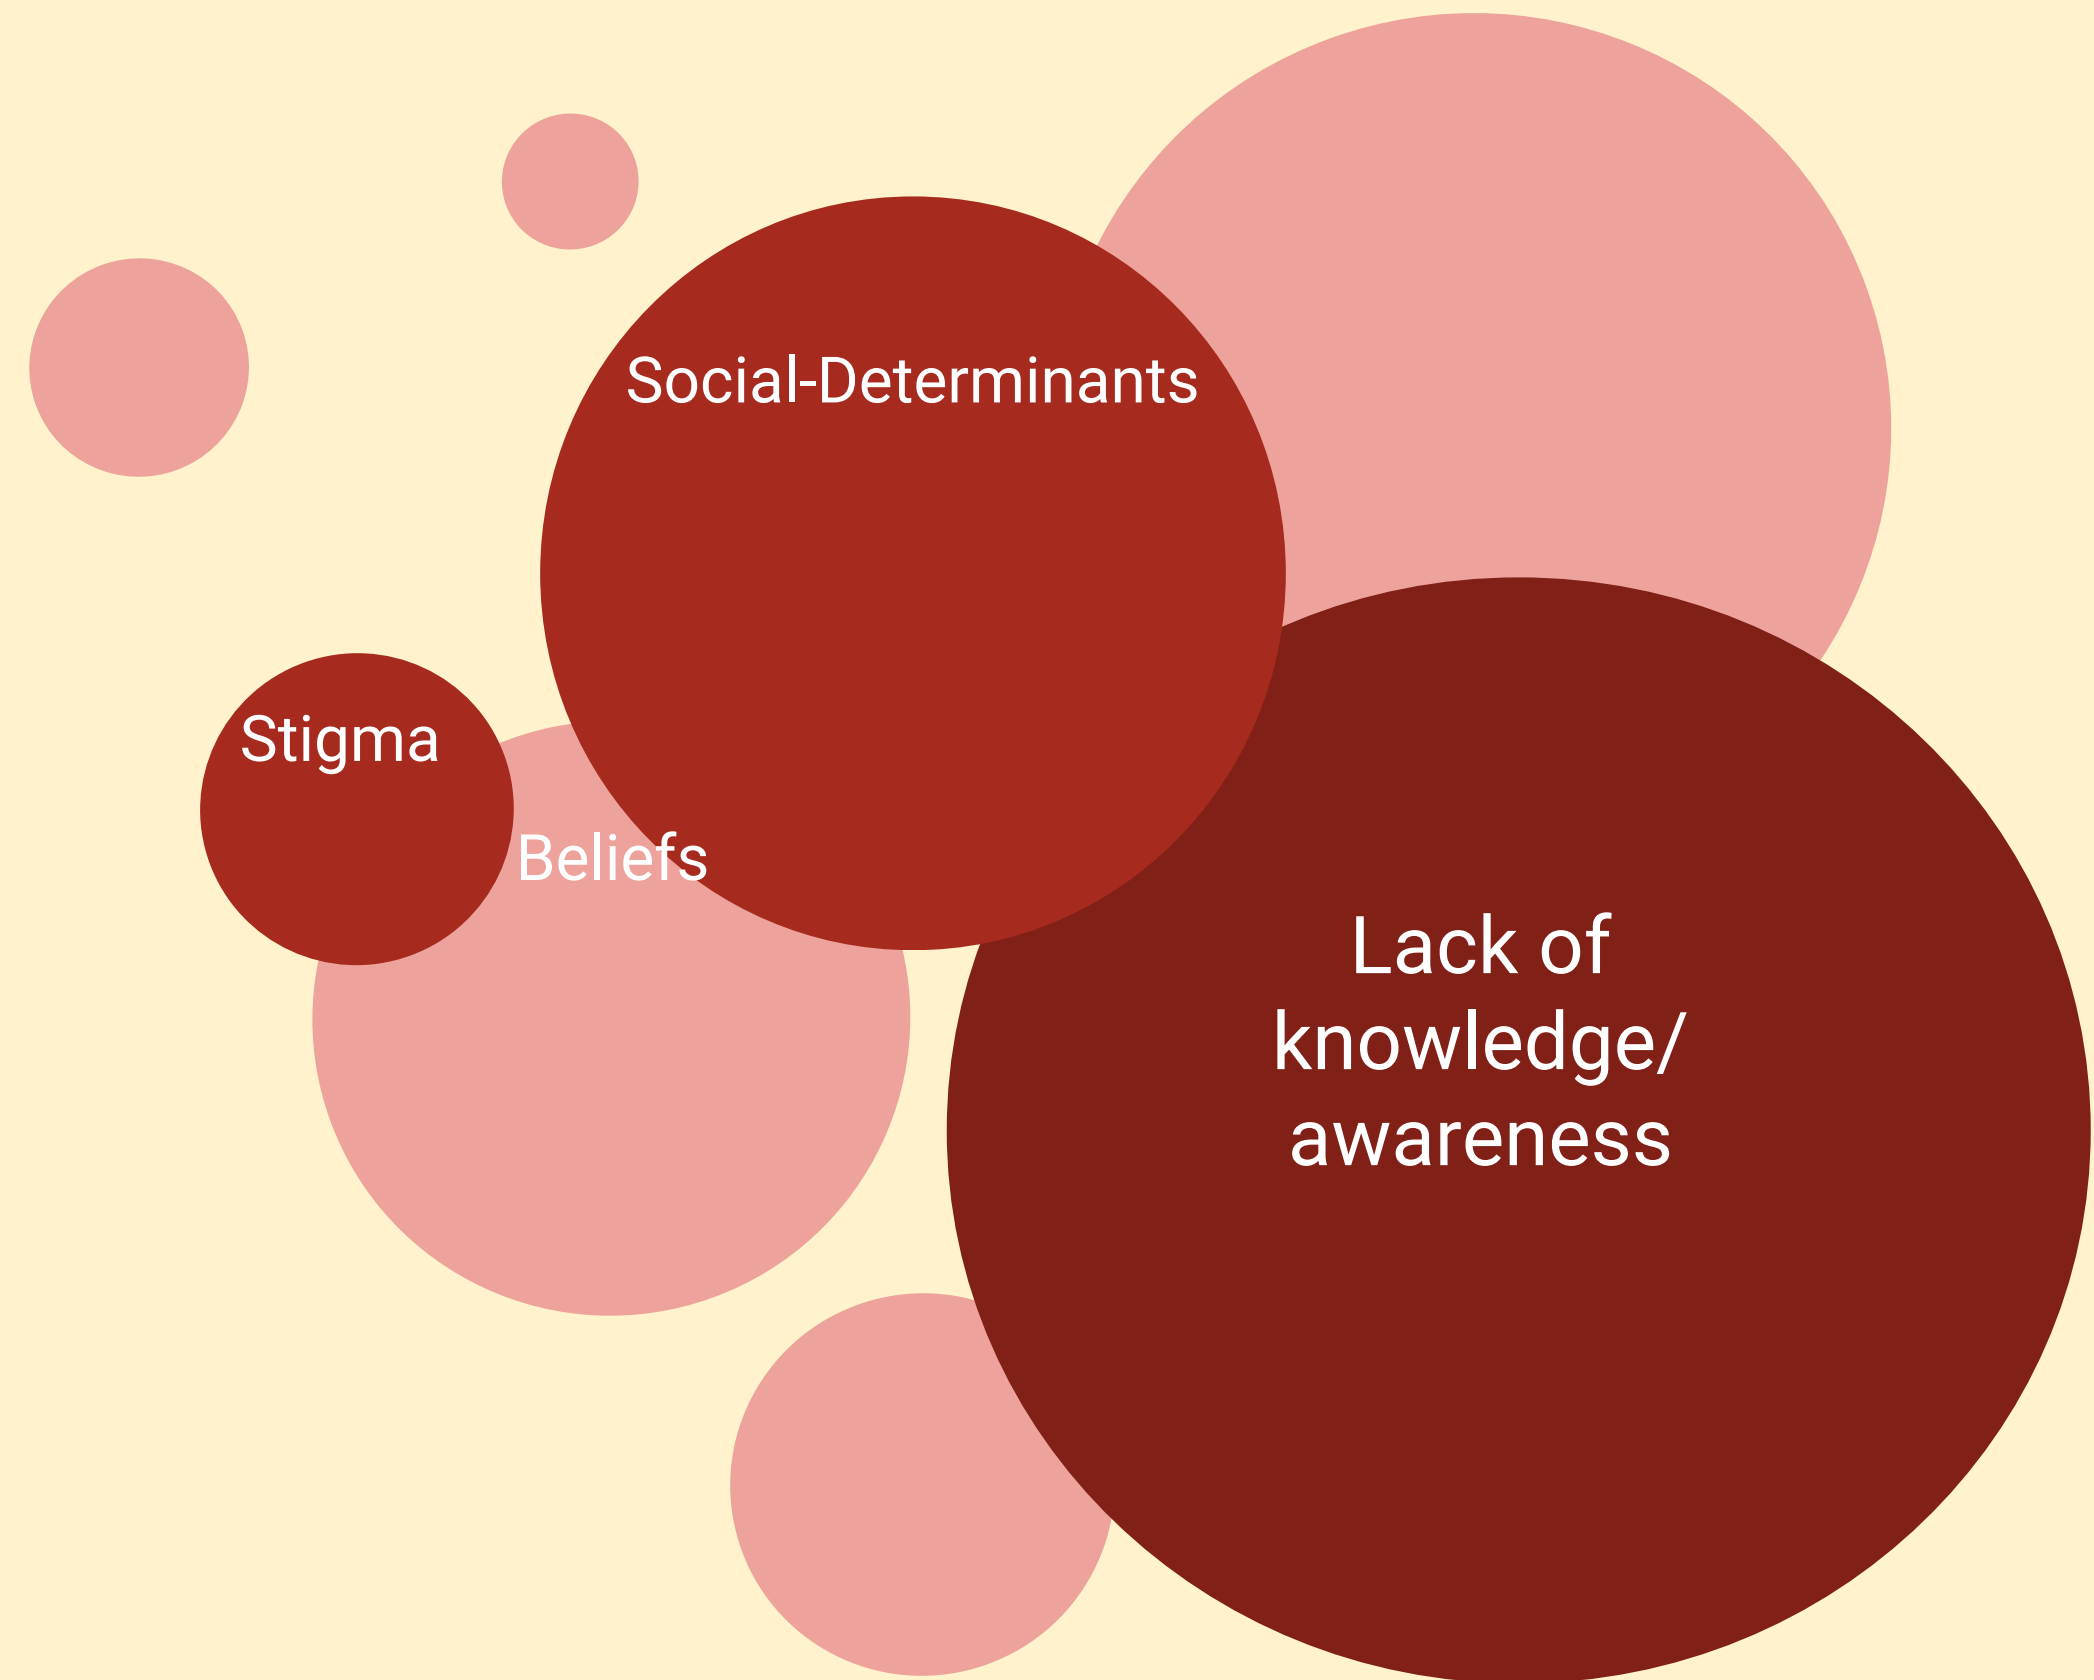 Social-Determinants
Stigma
Beliefs
Lack of
knowledge/
awareness